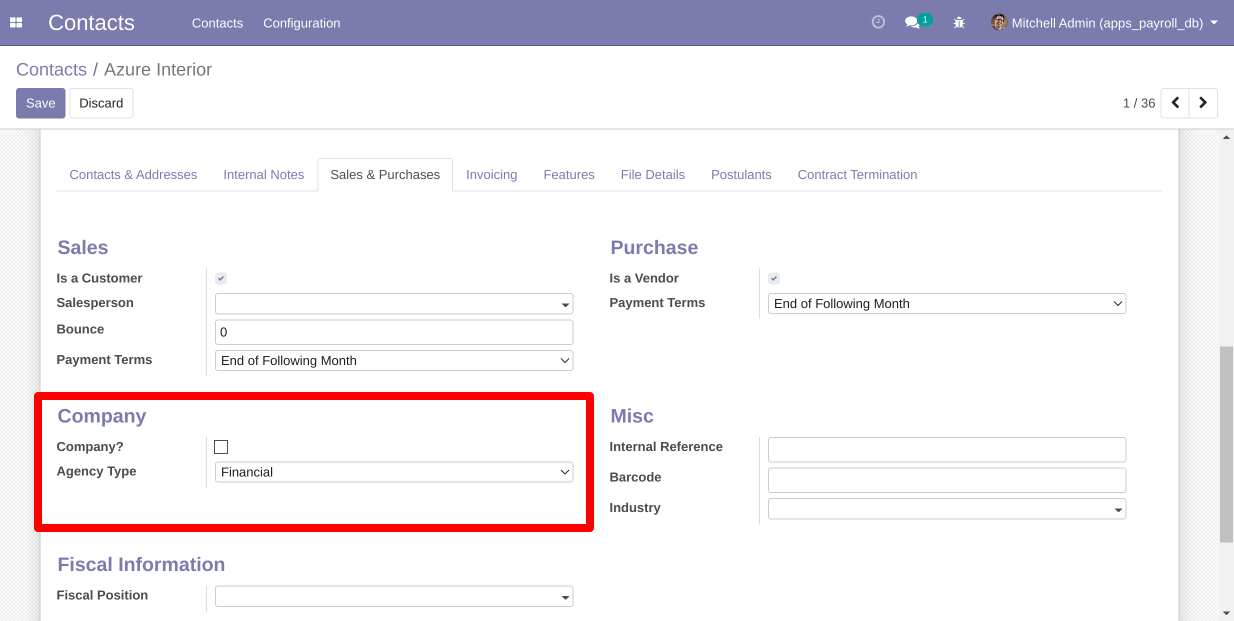 Contacts Contacts Configuration 1 Mitchell Admin (apps_payroll_db)
Contacts / Azure Interior
Save Discard 1 / 36
Contacts & Addresses Internal Notes Sales & Purchases Invoicing Features File Details Postulants Contract Termination
Sales
Is a Customer
Salesperson
Bounce 0
Payment Terms End of Following Month
Purchase
Is a Vendor
Payment Terms End of Following Month
Company
Company?
Agency Type Financial
Misc
Internal Reference
Barcode
Industry
Fiscal Information
Fiscal Position